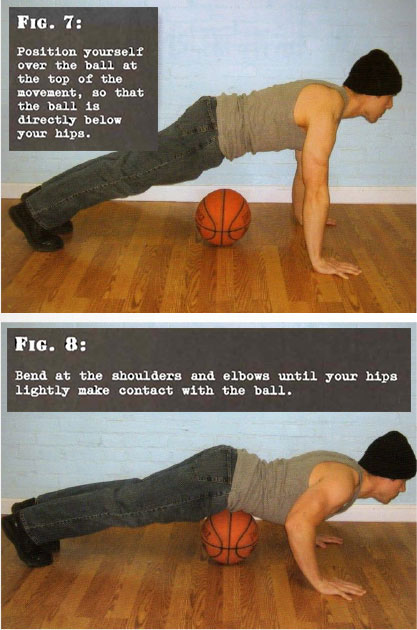 FIG. 7:
Position yourself
over the ball at
the top of the
movement, so that
the ball is
directly below
your hips.
FIG. 8:
Bend at the shoulders and elbows until your hips
lightly make contact with the ball.